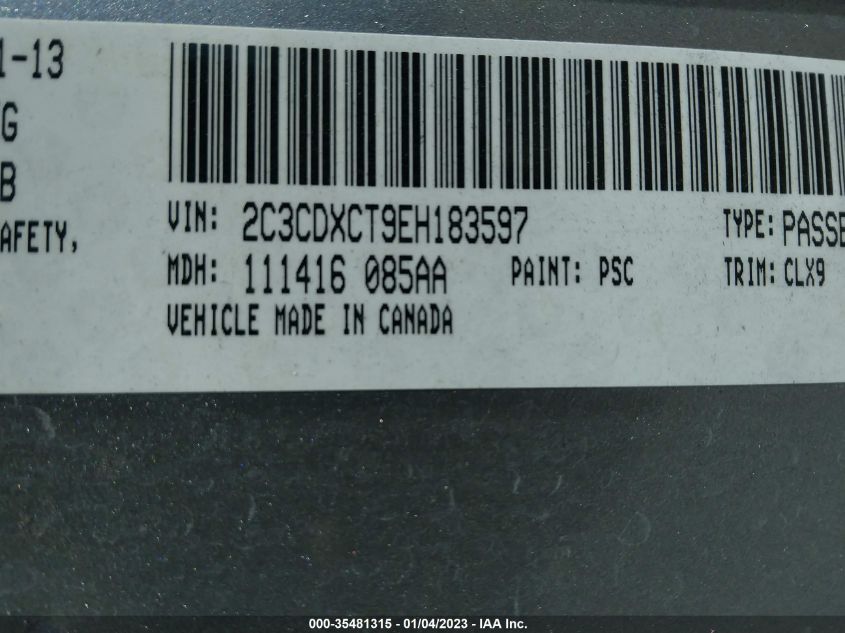 1-13
G
B
AFETY,
VIN: 2C3CDXCT9EH183597 TYPE: PASSE
MDH: 111416 085AA PAINT: PSC TRIM: CLX9
VEHICLE MADE IN CANADA
000-35481315 - 01/04/2023 - IAA Inc.